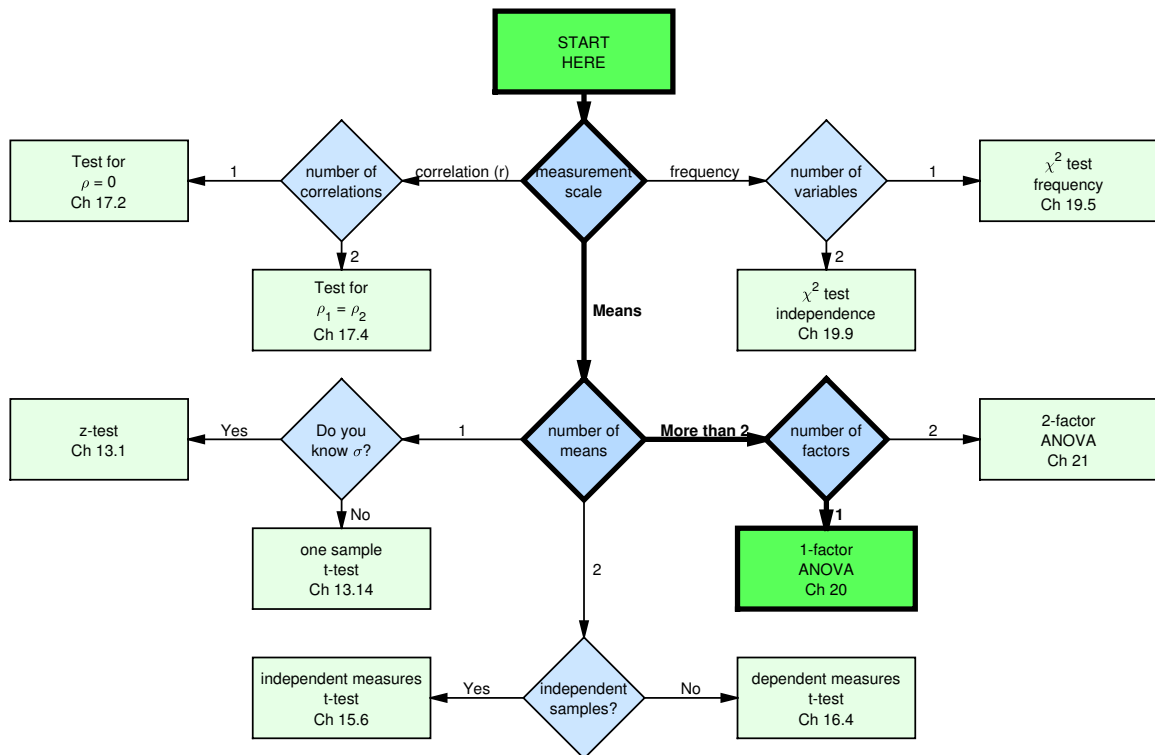 START
HERE
Test for
ρ = 0
Ch 17.2
1
number of
correlations
correlation (r)
measurement
scale
frequency
number of
variables
1
χ² test
frequency
Ch 19.5
2
2
Test for
ρ₁ = ρ₂
Ch 17.4
Means
χ² test
independence
Ch 19.9
z-test
Ch 13.1
Yes
Do you
know σ?
1
number of
means
More than 2
number of
factors
2
2-factor
ANOVA
Ch 21
No
1
one sample
t-test
Ch 13.14
2
1-factor
ANOVA
Ch 20
independent measures
t-test
Ch 15.6
Yes
independent
samples?
No
dependent measures
t-test
Ch 16.4